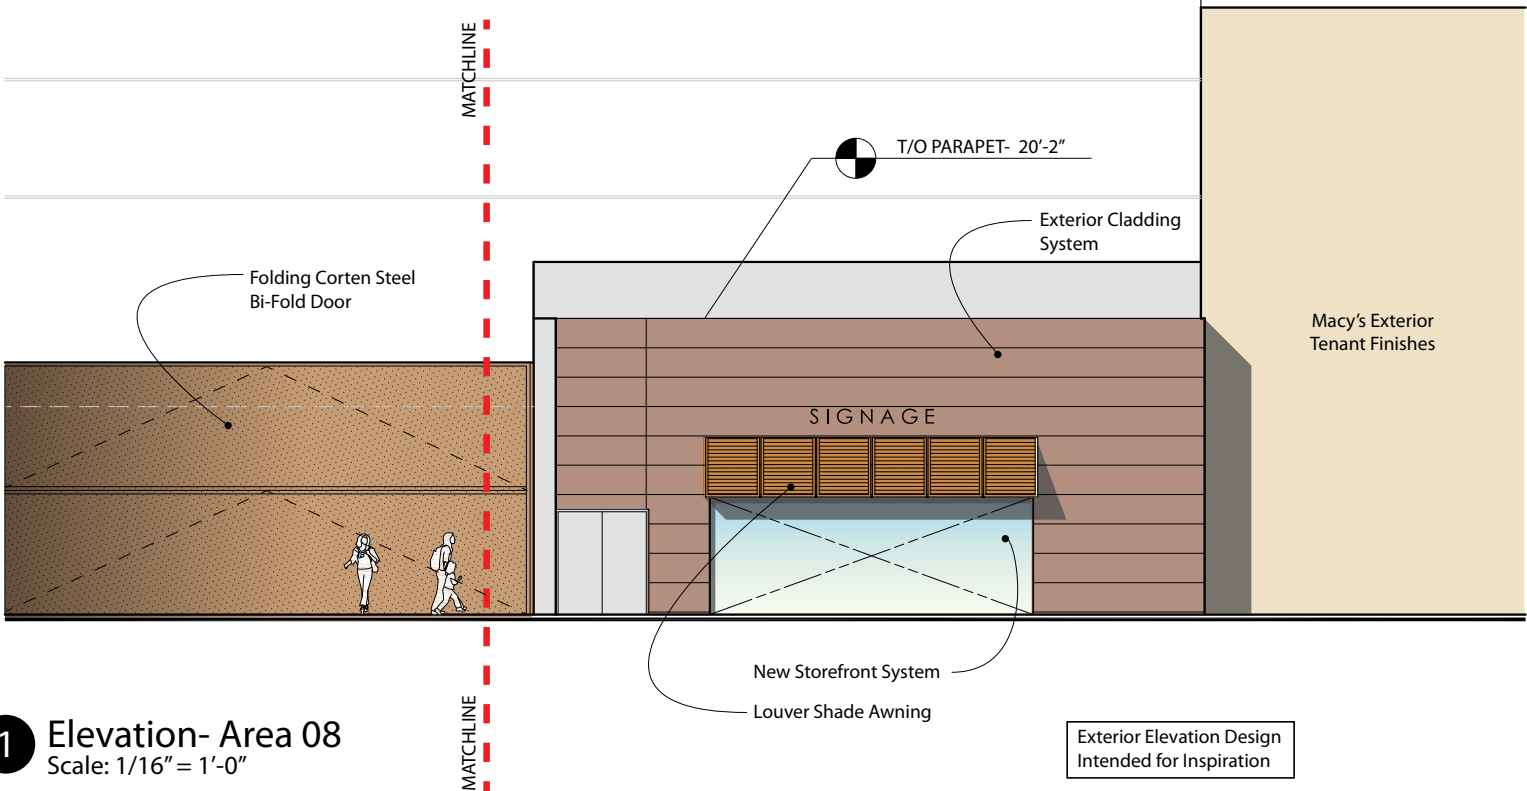 MATCHLINE
T/O PARAPET-  20’-2”
Exterior Cladding
System
Folding Corten Steel
Bi-Fold Door
Macy’s Exterior
Tenant Finishes
SIGNAGE
New Storefront System
Louver Shade Awning
MATCHLINE
1
Elevation- Area 08
Scale: 1/16” = 1’-0”
Exterior Elevation Design
Intended for Inspiration